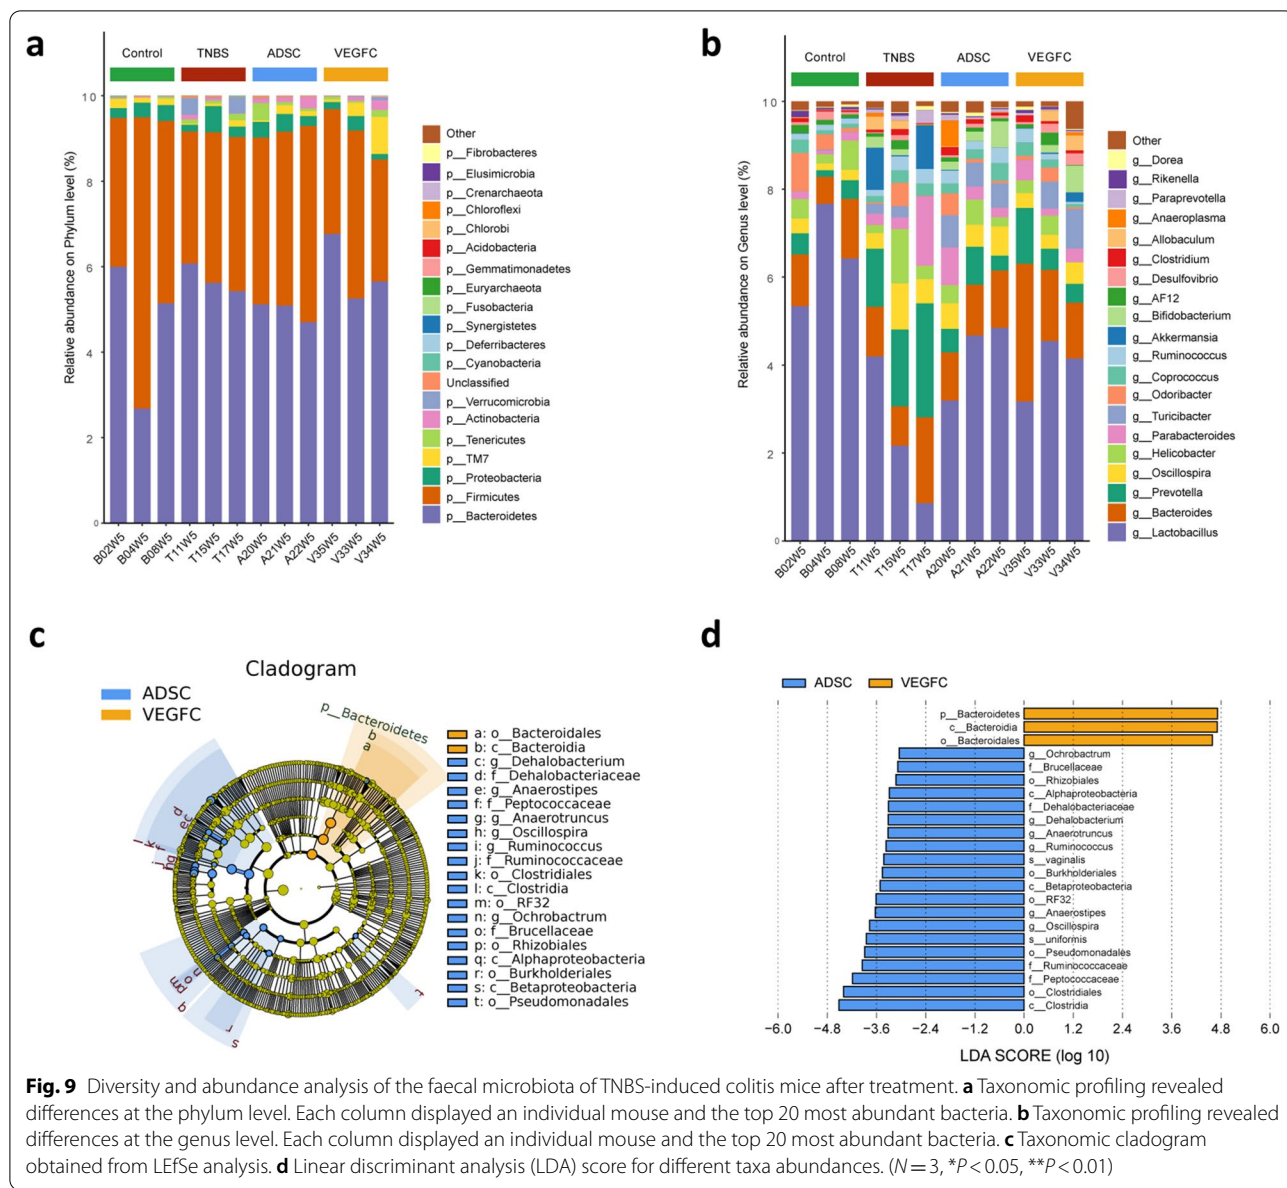 a
Control TNBS ADSC VEGFC
Relative abundance on Phylum level (%)
10
8
6
4
2
0
B02W5 B04W5 B08W5 T11W5 T15W5 T17W5 A20W5 A21W5 A22W5 V35W5 V33W5 V34W5
Other
p__Fibrobacteres
p__Elusimicrobia
p__Crenarchaeota
p__Chloroflexi
p__Chlorobi
p__Acidobacteria
p__Gemmatimonadetes
p__Euryarchaeota
p__Fusobacteria
p__Synergistetes
p__Deferribacteres
p__Cyanobacteria
Unclassified
p__Verrucomicrobia
p__Actinobacteria
p__Tenericutes
p__TM7
p__Proteobacteria
p__Firmicutes
p__Bacteroidetes
b
Control TNBS ADSC VEGFC
Relative abundance on Genus level (%)
10
8
6
4
2
0
B02W5 B04W5 B08W5 T11W5 T15W5 T17W5 A20W5 A21W5 A22W5 V35W5 V33W5 V34W5
Other
g__Dorea
g__Rikenella
g__Paraprevotella
g__Anaeroplasma
g__Allobaculum
g__Clostridium
g__Desulfovibrio
g__AF12
g__Bifidobacterium
g__Akkermansia
g__Ruminococcus
g__Coprococcus
g__Odoribacter
g__Turicibacter
g__Parabacteroides
g__Helicobacter
g__Oscillospira
g__Prevotella
g__Bacteroides
g__Lactobacillus
c
Cladogram
ADSC
VEGFC
p__Bacteroidetes
b
a
d
c
e
l
k
j
n
o
m
p
q
r
s
t
a: o__Bacteroidales
b: c__Bacteroidia
c: g__Dehalobacterium
d: f__Dehalobacteriaceae
e: g__Anaerostipes
f: f__Peptococcaceae
g: g__Anaerotruncus
h: g__Oscillospira
i: g__Ruminococcus
j: f__Ruminococcaceae
k: o__Clostridiales
l: c__Clostridia
m: o__RF32
n: g__Ochrobactrum
o: f__Brucellaceae
p: o__Rhizobiales
q: c__Alphaproteobacteria
r: o__Burkholderiales
s: c__Betaproteobacteria
t: o__Pseudomonadales
d
ADSC VEGFC
p__Bacteroidetes
c__Bacteroidia
o__Bacteroidales
g__Ochrobactrum
f__Brucellaceae
o__Rhizobiales
c__Alphaproteobacteria
f__Dehalobacteriaceae
g__Dehalobacterium
g__Anaerotruncus
g__Ruminococcus
s__vaginalis
o__Burkholderiales
c__Betaproteobacteria
o__RF32
g__Anaerostipes
g__Oscillospira
s__uniformis
o__Pseudomonadales
f__Ruminococcaceae
f__Peptococcaceae
o__Clostridiales
c__Clostridia
−6.0 −4.8 −3.6 −2.4 −1.2 0.0 1.2 2.4 3.6 4.8 6.0
LDA SCORE (log 10)
Fig. 9 Diversity and abundance analysis of the faecal microbiota of TNBS-induced colitis mice after treatment. a Taxonomic profiling revealed
differences at the phylum level. Each column displayed an individual mouse and the top 20 most abundant bacteria. b Taxonomic profiling revealed
differences at the genus level. Each column displayed an individual mouse and the top 20 most abundant bacteria. c Taxonomic cladogram
obtained from LEfSe analysis. d Linear discriminant analysis (LDA) score for different taxa abundances. (N = 3, *P < 0.05, **P < 0.01)